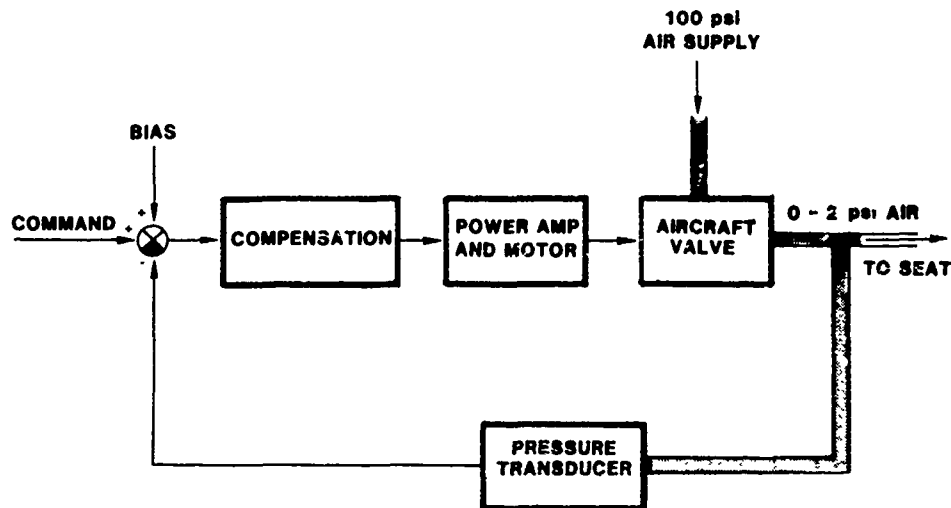 100 psi
AIR SUPPLY
BIAS
+
COMMAND
+
-
COMPENSATION
POWER AMP
AND MOTOR
AIRCRAFT
VALVE
0 - 2 psi AIR
TO SEAT
PRESSURE
TRANSDUCER